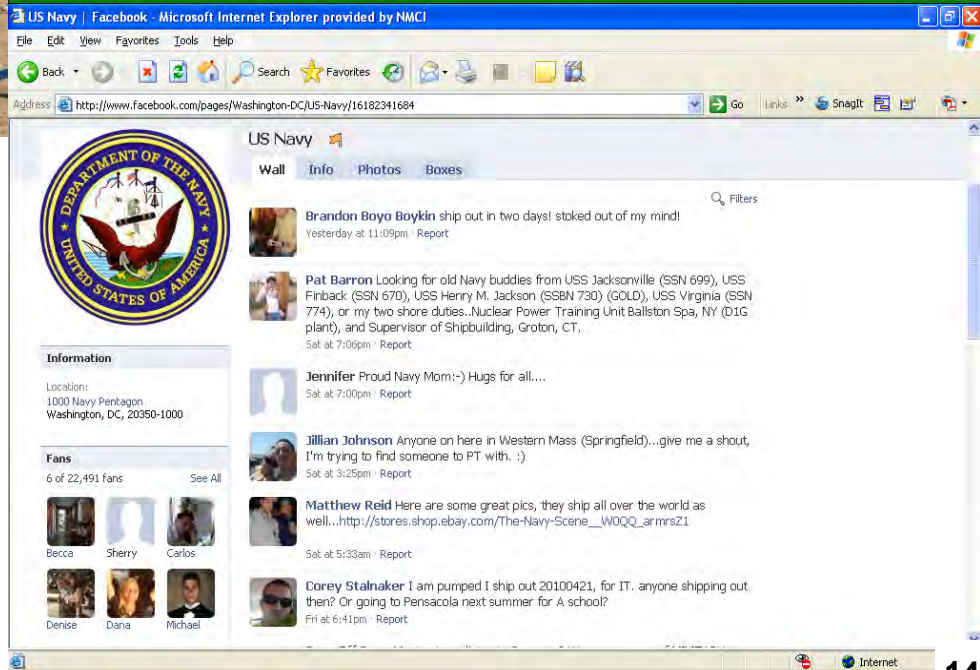 US Navy | Facebook - Microsoft Internet Explorer provided by NMCI
File Edit View Favorites Tools Help
Back Search Favorites
Address http://www.facebook.com/pages/Washington-DC/US-Navy/16182341684 Go Links » SnagIt
DEPARTMENT OF THE NAVY
UNITED STATES OF AMERICA
US Navy
Wall Info Photos Boxes
Filters
Brandon Boyo Boykin ship out in two days! stoked out of my mind!
Yesterday at 11:09pm · Report
Pat Barron Looking for old Navy buddies from USS Jacksonville (SSN 699), USS
Finback (SSN 670), USS Henry M. Jackson (SSBN 730) (GOLD), USS Virginia (SSN
774), or my two shore duties..Nuclear Power Training Unit Ballston Spa, NY (D1G
plant), and Supervisor of Shipbuilding, Groton, CT.
Sat at 7:06pm · Report
Jennifer Proud Navy Mom:-) Hugs for all....
Sat at 7:00pm · Report
Jillian Johnson Anyone on here in Western Mass (Springfield)...give me a shout,
I'm trying to find someone to PT with. :)
Sat at 3:25pm · Report
Matthew Reid Here are some great pics, they ship all over the world as
well...http://stores.shop.ebay.com/The-Navy-Scene__W0QQ_armrsZ1
Sat at 5:33am · Report
Corey Stalnaker I am pumped I ship out 20100421, for IT. anyone shipping out
then? Or going to Pensacola next summer for A school?
Fri at 6:41pm · Report
Information
Location:
1000 Navy Pentagon
Washington, DC, 20350-1000
Fans
6 of 22,491 fans See All
Becca Sherry Carlos
Denise Dana Michael
Internet
14